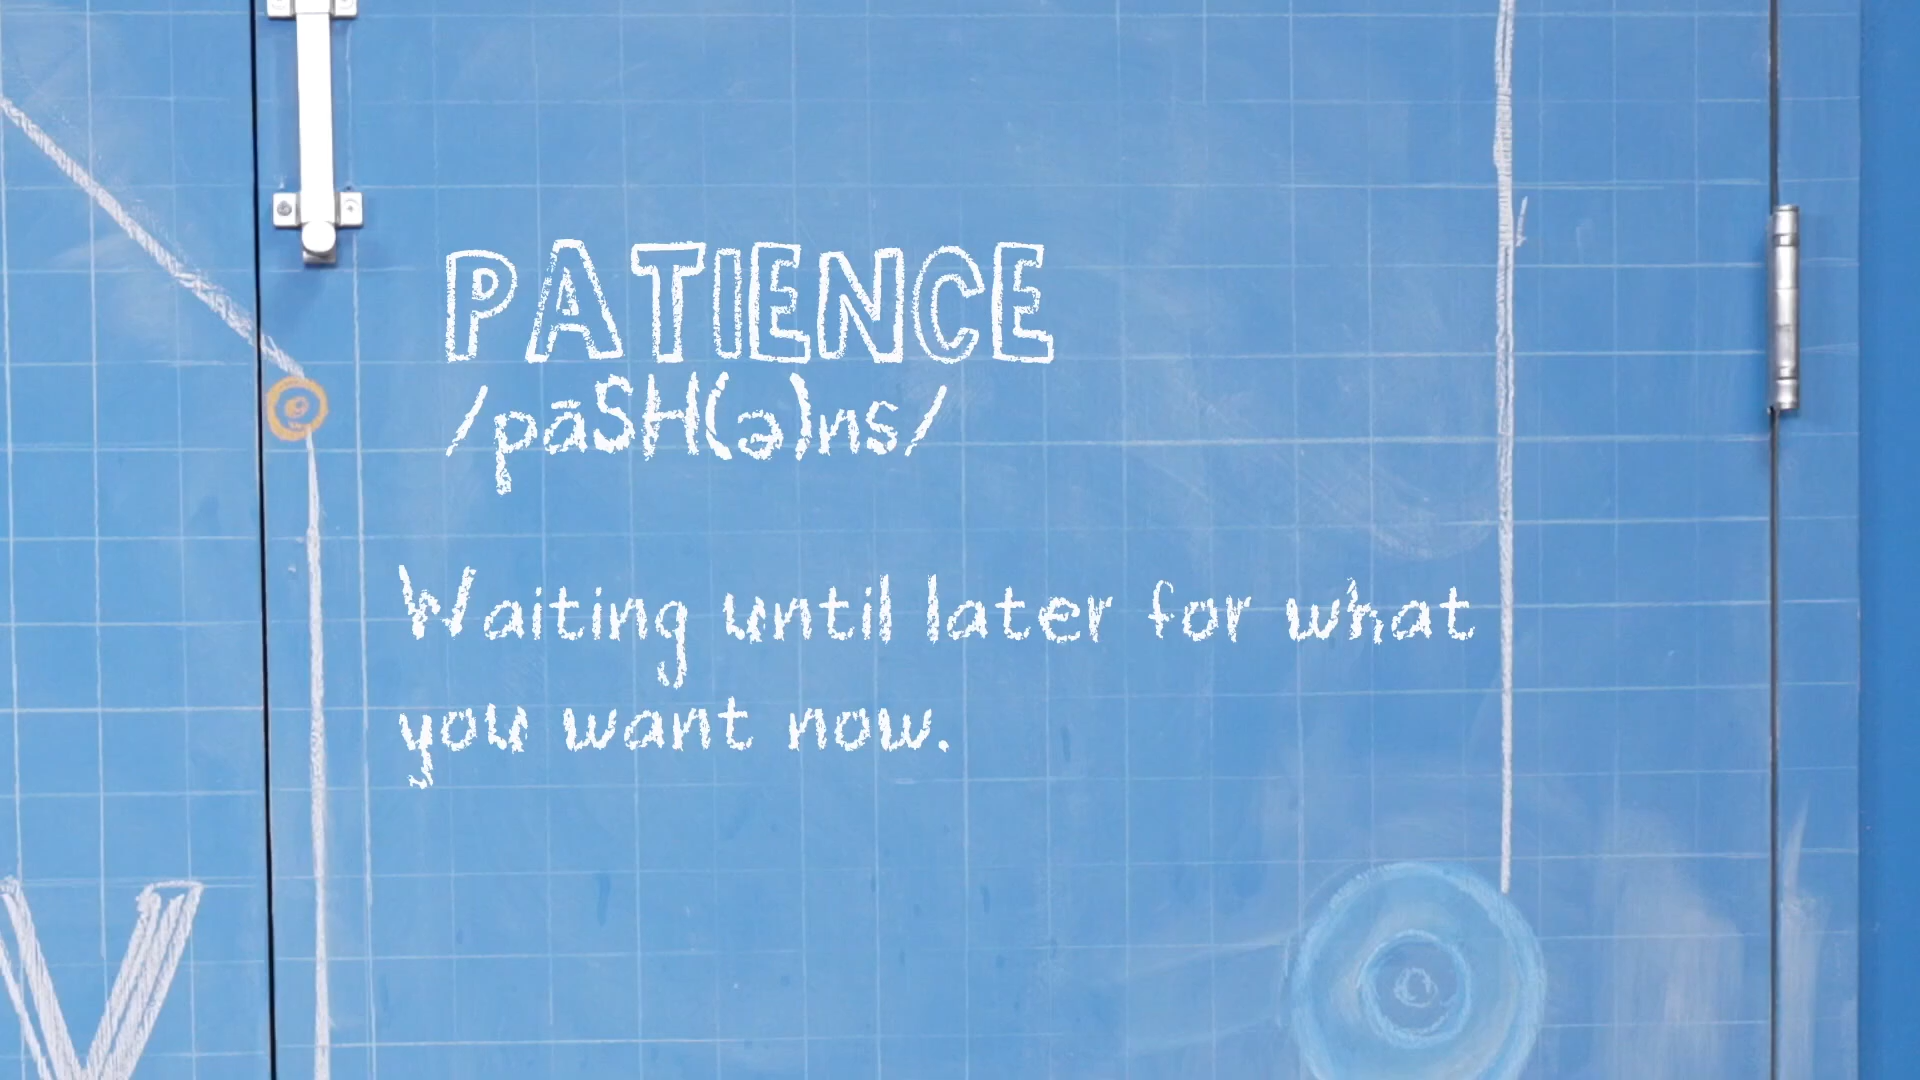 PATIENCE
/pāSH(ə)ns/
Waiting until later for what
you want now.
V